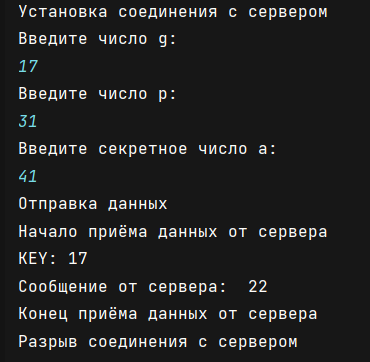 Установка соединения с сервером
Введите число g:
17
Введите число p:
31
Введите секретное число a:
41
Отправка данных
Начало приёма данных от сервера
KEY: 17
Сообщение от сервера:  22
Конец приёма данных от сервера
Разрыв соединения с сервером